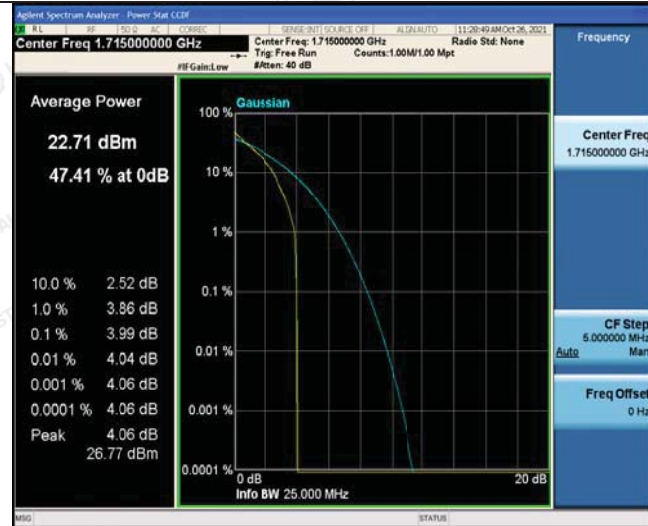 Agilent Spectrum Analyzer - Power Stat CCDF
RL RF 50 Ω AC CORREC SENSE:INT SOURCE OFF ALIGNAUTO 11:28:49 AM Oct 26, 2021
Center Freq 1.715000000 GHz
Center Freq: 1.715000000 GHz Radio Std: None
Trig: Free Run Counts:1.00M/1.00 Mpt
#IFGain:Low #Atten: 40 dB
Frequency
Average Power
22.71 dBm
47.41 % at 0dB
10.0 % 2.52 dB
1.0 % 3.86 dB
0.1 % 3.99 dB
0.01 % 4.04 dB
0.001 % 4.06 dB
0.0001 % 4.06 dB
Peak 4.06 dB
26.77 dBm
Gaussian
100 %
10 %
1 %
0.1 %
0.01 %
0.001 %
0.0001 %
0 dB 20 dB
Info BW 25.000 MHz
Center Freq
1.715000000 GHz
CF Step
5.000000 MHz
Auto Man
Freq Offset
0 Hz
MSG STATUS